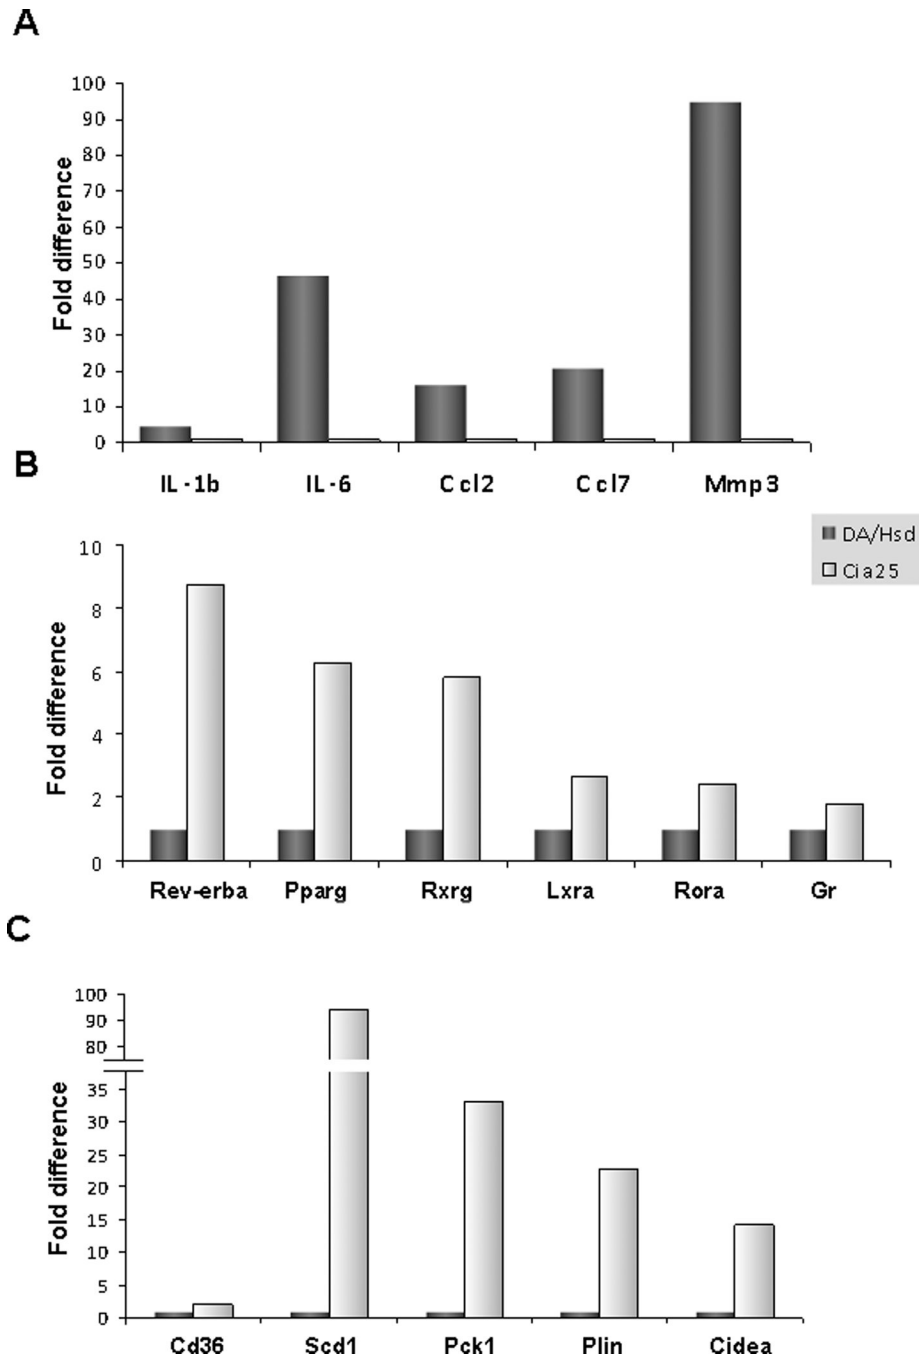 A
100
90
80
70
60
50
40
30
20
10
0
Fold difference
IL-1b IL-6 Ccl2 Ccl7 Mmp3
B
DA/Hsd
Cia25
10
8
6
4
2
0
Fold difference
Rev-erba Pparg Rxrg Lxra Rora Gr
C
100
90
80
35
30
25
20
15
10
5
0
Fold difference
Cd36 Scd1 Pck1 Plin Cidea